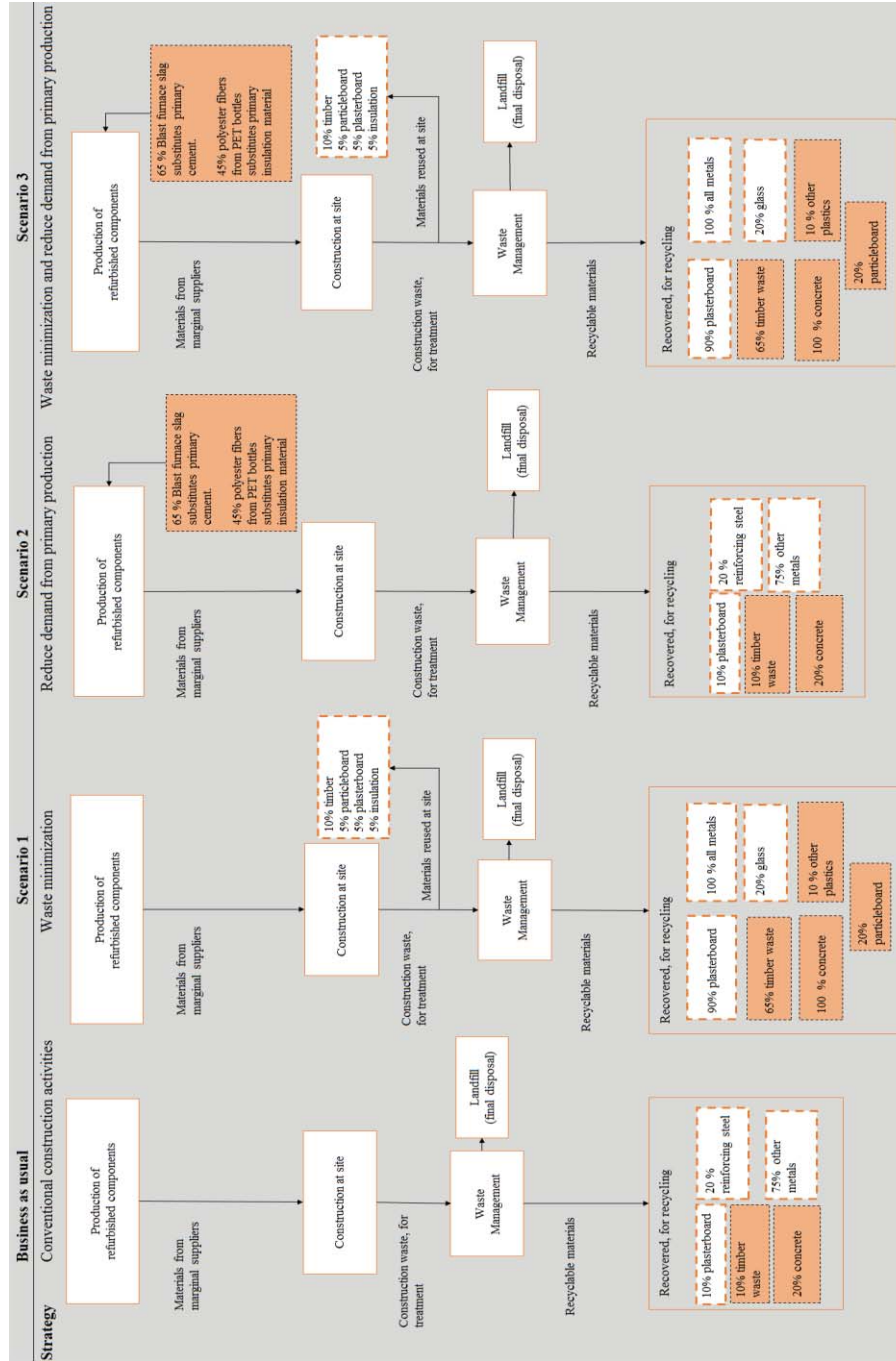 Business as usual
Strategy Conventional construction activities
Production of
refurbished components
Materials from
marginal suppliers
Construction at site
Construction waste, for
treatment
Waste
Management
Landfill
(final disposal)
Recyclable materials
Recovered, for recycling
10% plasterboard
20 %
reinforcing steel
10% timber
waste
75% other
metals
20% concrete
Scenario 1
Waste minimization
Production of
refurbished components
Materials from
marginal suppliers
Construction at site
10% timber
5% particleboard
5% plasterboard
5% insulation
Materials reused at site
Construction waste,
for treatment
Waste
Management
Landfill
(final disposal)
Recyclable materials
Recovered, for recycling
90% plasterboard
100 % all metals
65% timber waste
20% glass
100 % concrete
10 % other
plastics
20%
particleboard
Scenario 2
Reduce demand from primary production
Production of
refurbished components
65 % Blast furnace slag
substitutes primary
cement.
45% polyester fibers
from PET bottles
substitutes primary
insulation material
Materials from
marginal suppliers
Construction at site
Construction waste,
for treatment
Waste
Management
Landfill
(final disposal)
Recyclable materials
Recovered, for recycling
10% plasterboard
20 %
reinforcing steel
10% timber
waste
75% other
metals
20% concrete
Scenario 3
Waste minimization and reduce demand from primary production
Production of
refurbished components
65 % Blast furnace slag
substitutes primary
cement.
45% polyester fibers
from PET bottles
substitutes primary
insulation material
Materials from
marginal suppliers
Construction at site
10% timber
5% particleboard
5% plasterboard
5% insulation
Materials reused at site
Construction waste,
for treatment
Waste
Management
Landfill
(final disposal)
Recyclable materials
Recovered, for recycling
90% plasterboard
100 % all metals
65% timber waste
20% glass
100 % concrete
10 % other
plastics
20%
particleboard